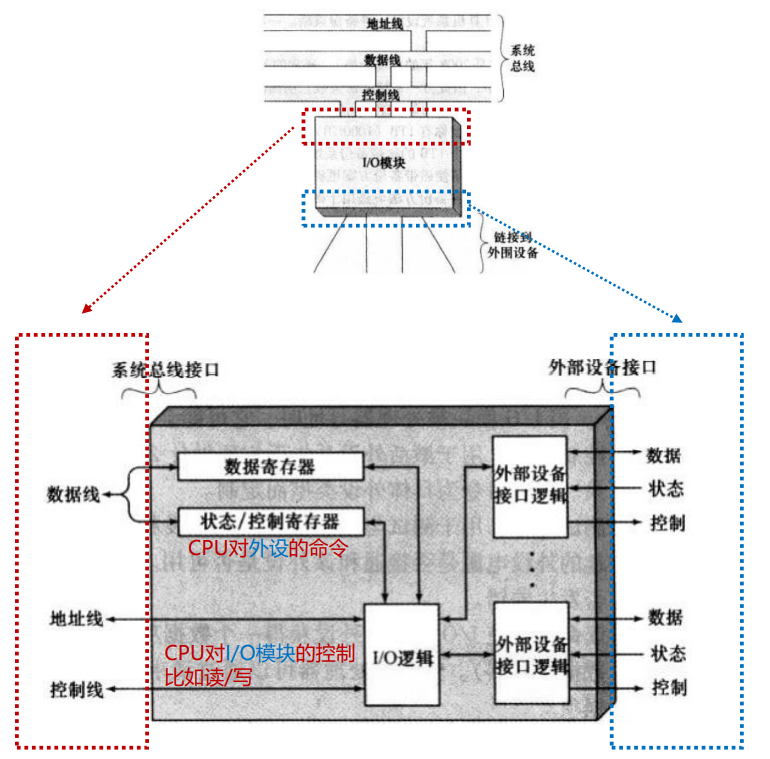 地址线
数据线
控制线
系统
总线
I/O模块
链接到
外围设备
系统总线接口
外部设备接口
数据线
数据寄存器
状态/控制寄存器
CPU对外设的命令
外部设备
接口逻辑
数据
状态
控制
地址线
CPU对I/O模块的控制
比如读/写
控制线
I/O逻辑
外部设备
接口逻辑
数据
状态
控制